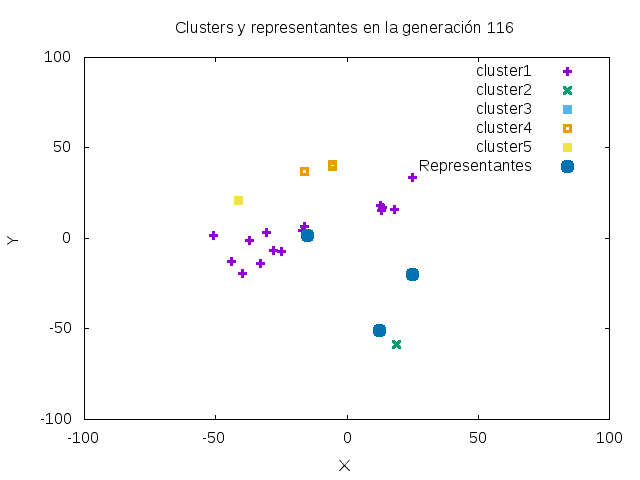 Clusters y representantes en la generación 116
100
50
0
-50
-100
-100
-50
0
50
100
X
Y
cluster1
cluster2
cluster3
cluster4
cluster5
Representantes